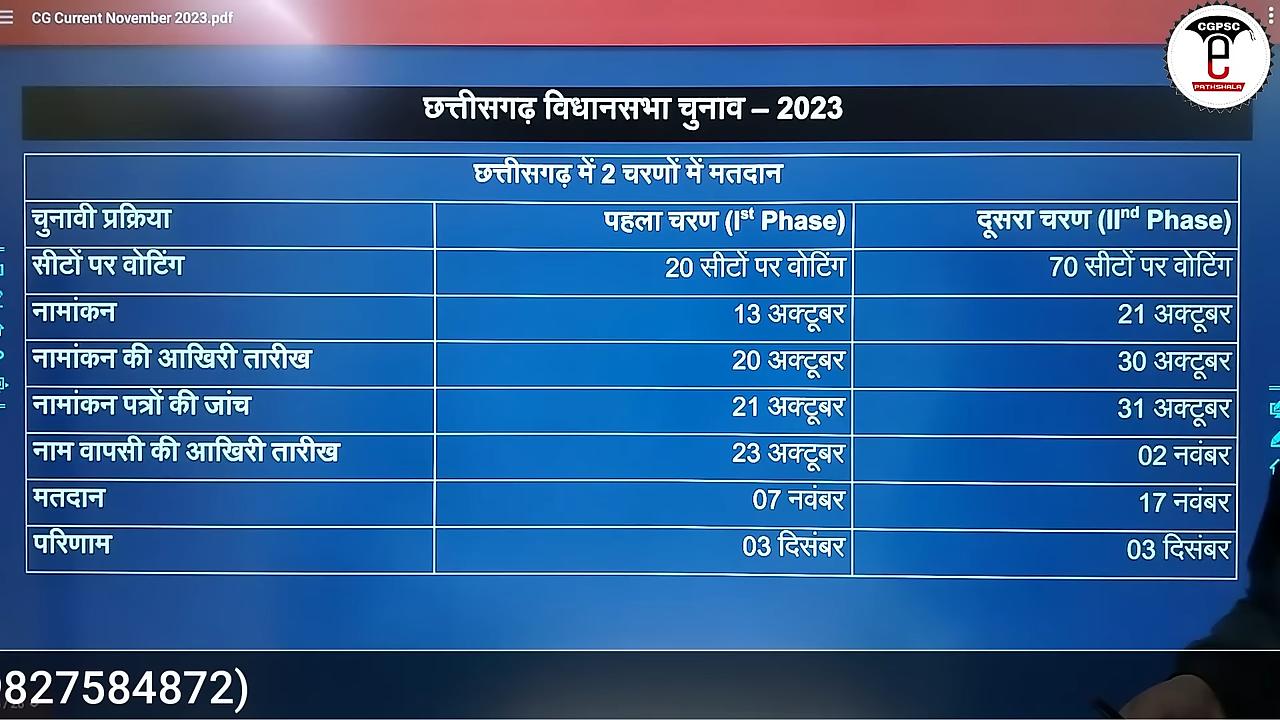 CG Current November 2023.pdf
CGPSC
e
PATHSHALA
छत्तीसगढ़ विधानसभा चुनाव – 2023
छत्तीसगढ़ में 2 चरणों में मतदान
चुनावी प्रक्रिया पहला चरण (Ist Phase) दूसरा चरण (IInd Phase)
सीटों पर वोटिंग 20 सीटों पर वोटिंग 70 सीटों पर वोटिंग
नामांकन 13 अक्टूबर 21 अक्टूबर
नामांकन की आखिरी तारीख 20 अक्टूबर 30 अक्टूबर
नामांकन पत्रों की जांच 21 अक्टूबर 31 अक्टूबर
नाम वापसी की आखिरी तारीख 23 अक्टूबर 02 नवंबर
मतदान 07 नवंबर 17 नवंबर
परिणाम 03 दिसंबर 03 दिसंबर
827584872)